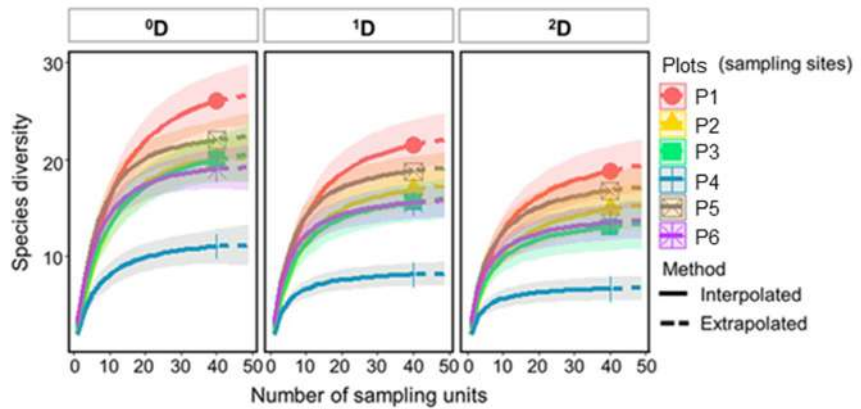 ⁰D ¹D ²D
30
20
10
Species diversity
0 10 20 30 40 50 0 10 20 30 40 50 0 10 20 30 40 50
Number of sampling units
Plots (sampling sites)
P1
P2
P3
P4
P5
P6
Method
Interpolated
Extrapolated